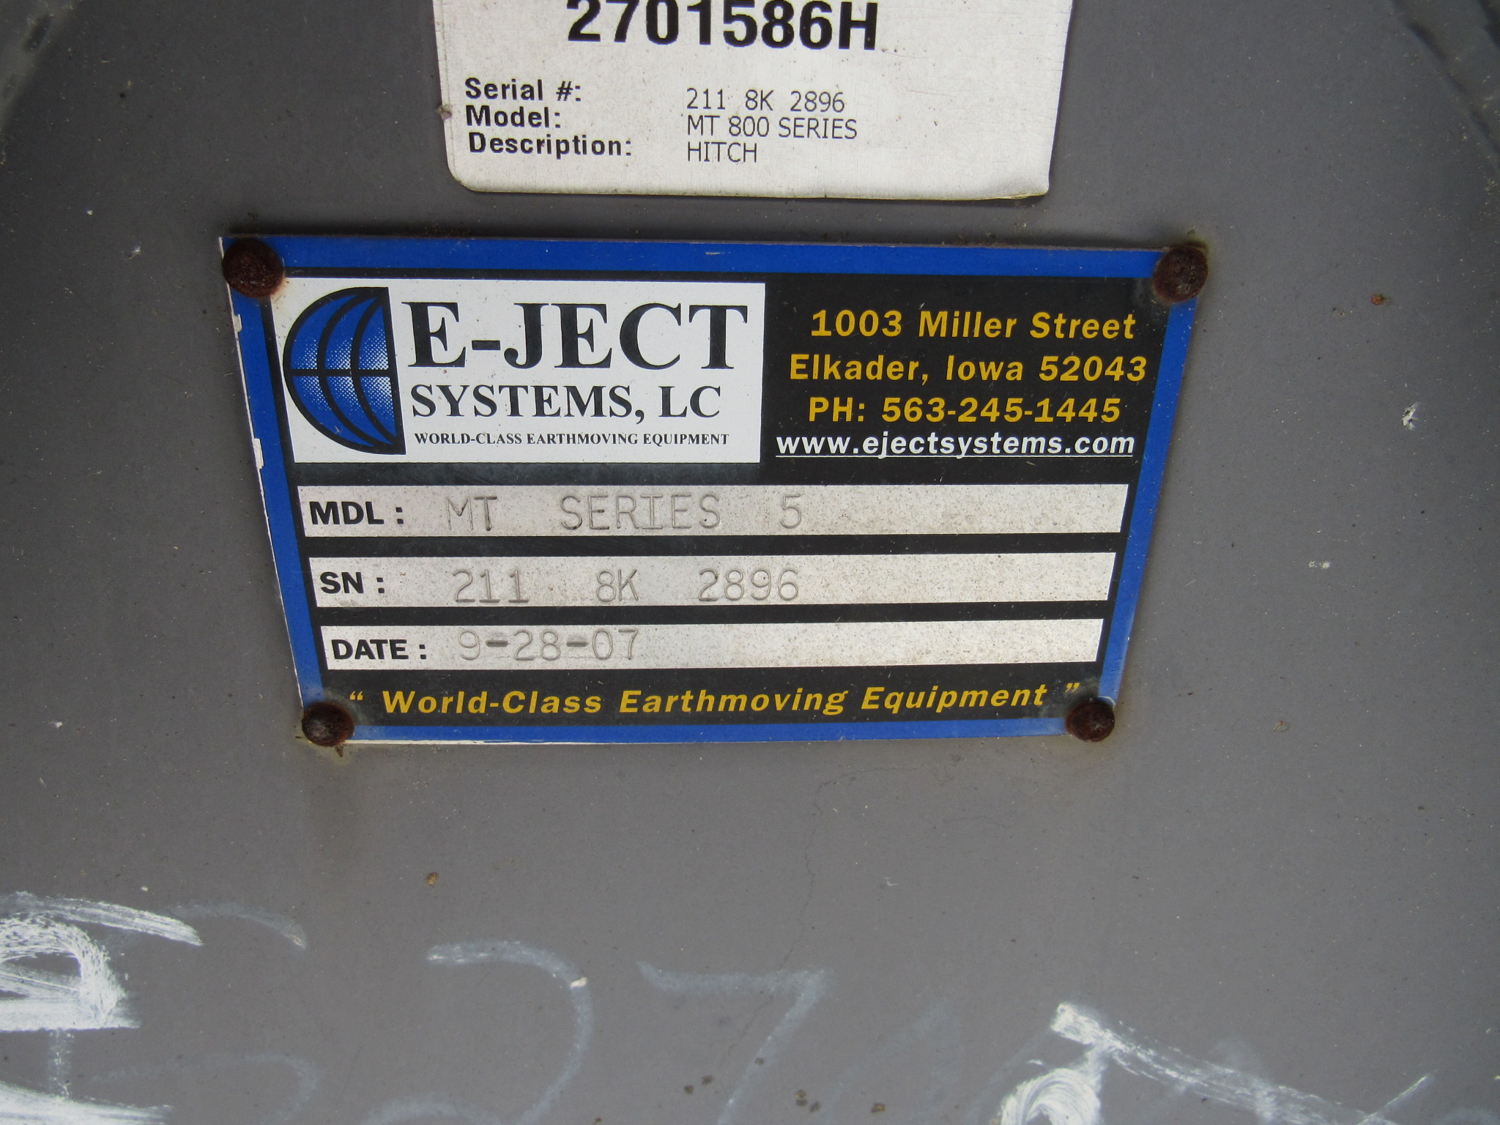 2701586H
Serial #: 211 8K 2896
Model: MT 800 SERIES
Description: HITCH
E-JECT
SYSTEMS, LC
WORLD-CLASS EARTHMOVING EQUIPMENT
1003 Miller Street
Elkader, Iowa 52043
PH: 563-245-1445
www.ejectsystems.com
MDL: MT SERIES 5
SN: 211 8K 2896
DATE: 9-28-07
" World-Class Earthmoving Equipment "